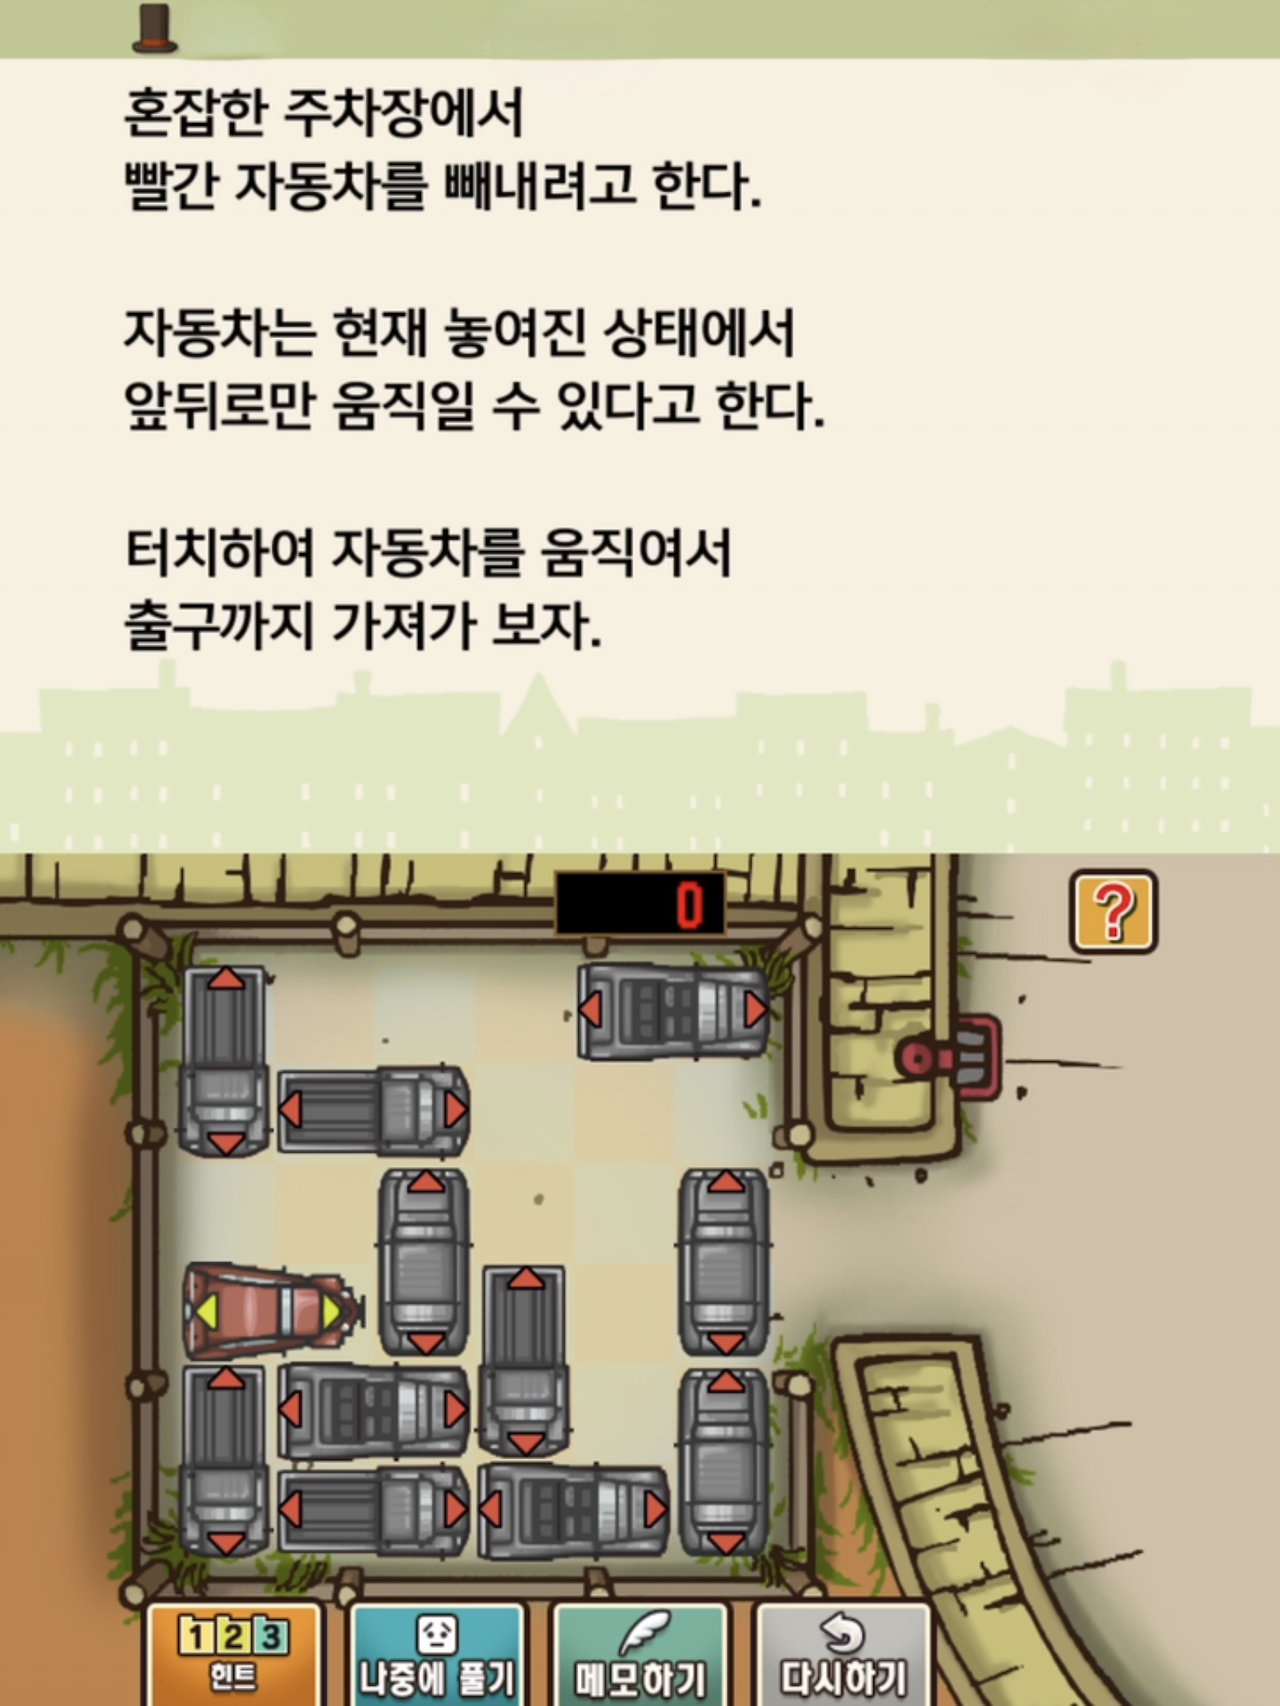 혼잡한 주차장에서
빨간 자동차를 빼내려고 한다.
자동차는 현재 놓여진 상태에서
앞뒤로만 움직일 수 있다고 한다.
터치하여 자동차를 움직여서
출구까지 가져가 보자.
0
?
1 2 3
힌트
나중에 풀기
메모하기
다시하기